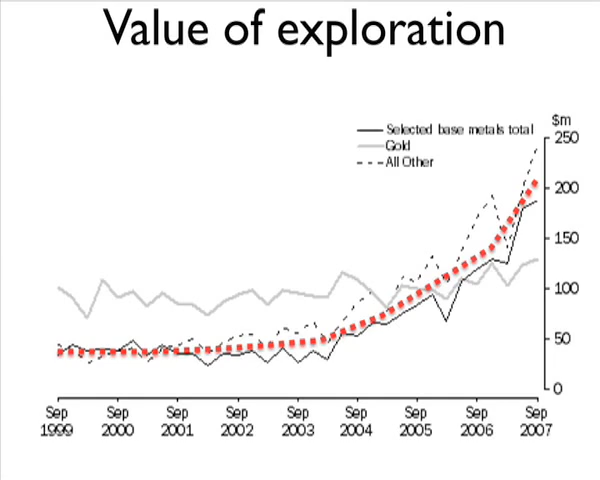 Value of exploration
$m
Selected base metals total
Gold
All Other
250
200
150
100
50
0
Sep Sep Sep Sep Sep Sep Sep Sep Sep
1999 2000 2001 2002 2003 2004 2005 2006 2007